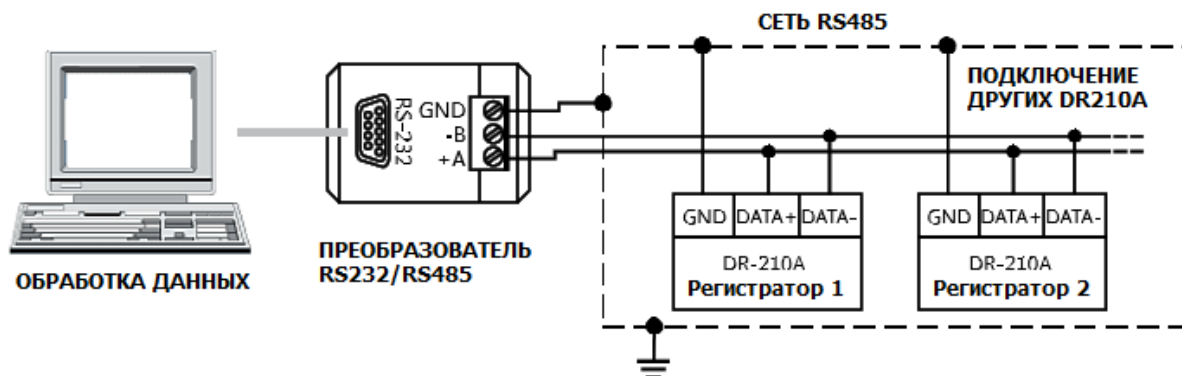 СЕТЬ RS485
ПОДКЛЮЧЕНИЕ
ДРУГИХ DR210A
RS-232
GND
-B
+A
GND DATA+ DATA-
DR-210A
Регистратор 1
GND DATA+ DATA-
DR-210A
Регистратор 2
ПРЕОБРАЗОВАТЕЛЬ
RS232/RS485
ОБРАБОТКА ДАННЫХ